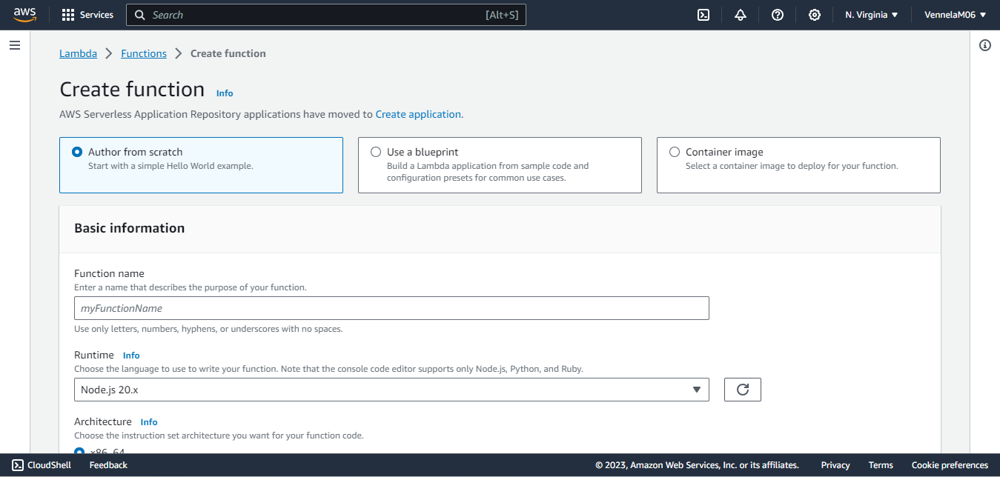 aws Services Search [Alt+S] N. Virginia VennelaM06
Lambda Functions Create function
Create function Info
AWS Serverless Application Repository applications have moved to Create application.
Author from scratch
Start with a simple Hello World example.
Use a blueprint
Build a Lambda application from sample code and
configuration presets for common use cases.
Container image
Select a container image to deploy for your function.
Basic information
Function name
Enter a name that describes the purpose of your function.
myFunctionName
Use only letters, numbers, hyphens, or underscores with no spaces.
Runtime Info
Choose the language to use to write your function. Note that the console code editor supports only Node.js, Python, and Ruby.
Node.js 20.x
Architecture Info
Choose the instruction set architecture you want for your function code.
x86_64
CloudShell Feedback © 2023, Amazon Web Services, Inc. or its affiliates. Privacy Terms Cookie preferences